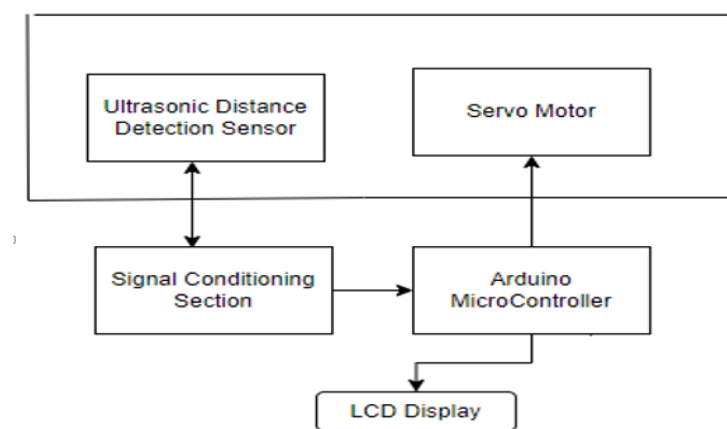 Ultrasonic Distance
Detection Sensor
Servo Motor
Signal Conditioning
Section
Arduino
MicroController
LCD Display